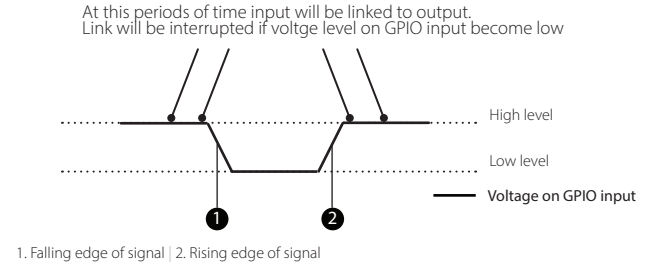 At this periods of time input will be linked to output.
Link will be interrupted if voltge level on GPIO input become low
High level
Low level
Voltage on GPIO input
1 2
1. Falling edge of signal | 2. Rising edge of signal